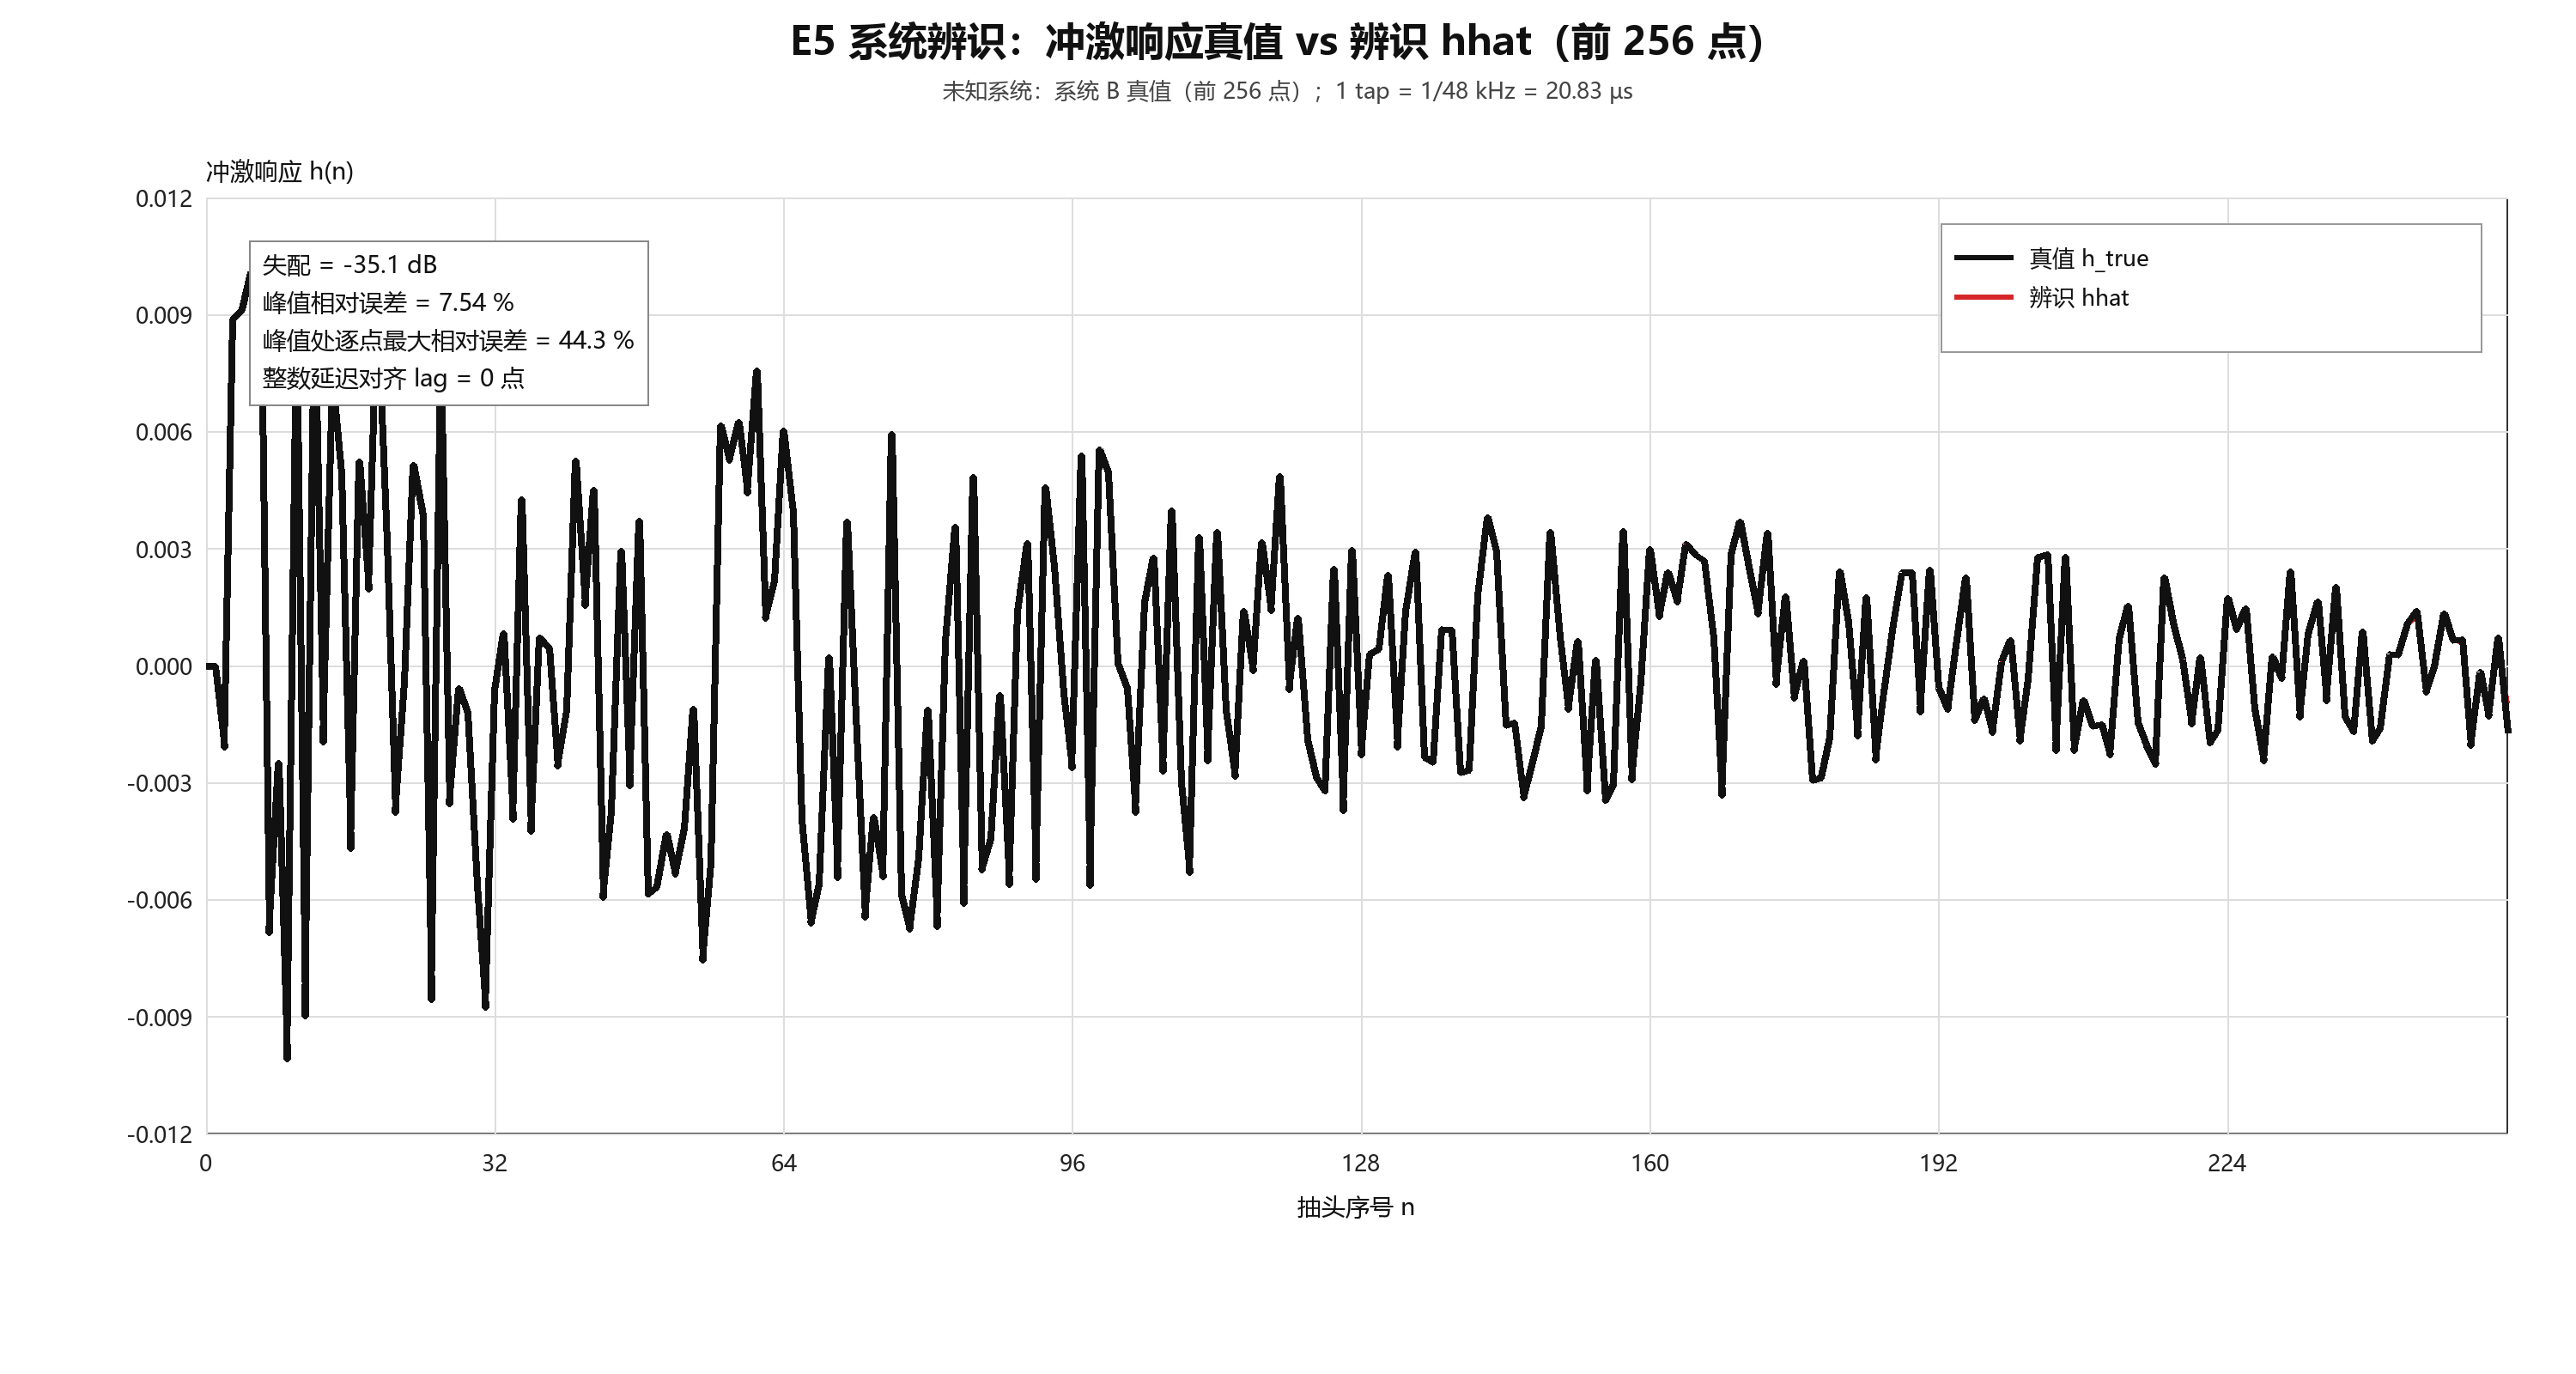 E5 系统辨识：冲激响应真值 vs 辨识 hhat（前 256 点）
未知系统：系统 B 真值（前 256 点）；1 tap = 1/48 kHz = 20.83 µs
冲激响应 h(n)
0.012
0.009
0.006
0.003
0.000
-0.003
-0.006
-0.009
-0.012
失配 = -35.1 dB
峰值相对误差 = 7.54 %
峰值处逐点最大相对误差 = 44.3 %
整数延迟对齐 lag = 0 点
真值 h_true
辨识 hhat
0 32 64 96 128 160 192 224
抽头序号 n